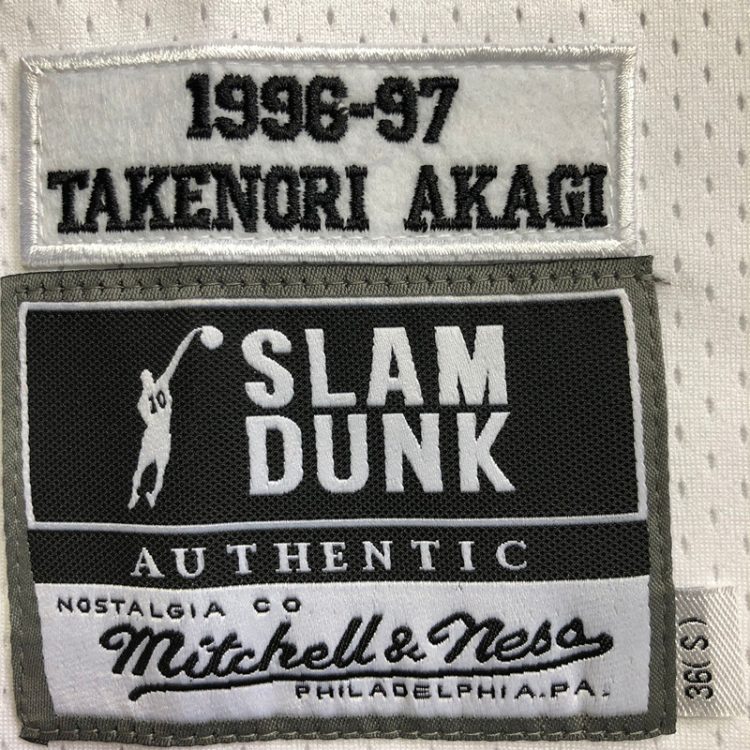 1996-97
TAKENORI AKAGI
10
SLAM
DUNK
AUTHENTIC
NOSTALGIA CO
Mitchell & Ness
PHILADELPHIA.PA.
36(S)